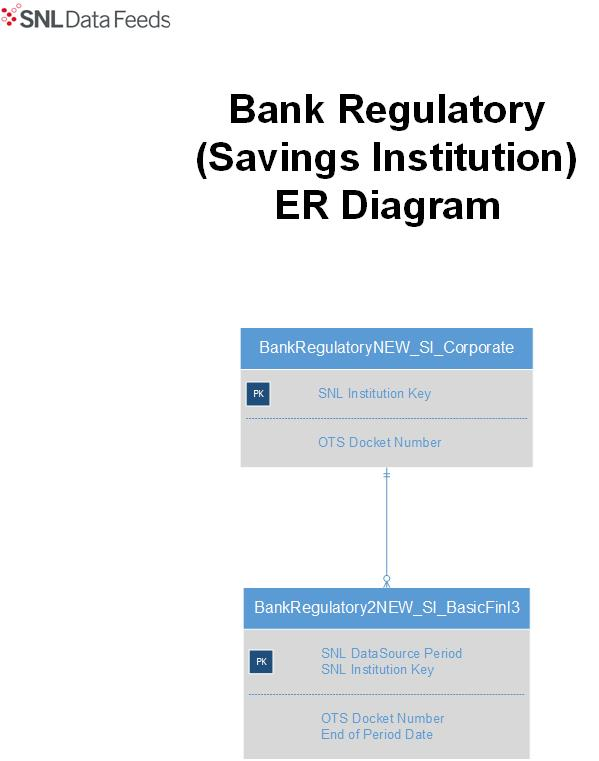 SNL Data Feeds
Bank Regulatory
(Savings Institution)
ER Diagram
BankRegulatoryNEW_SI_Corporate
PK
SNL Institution Key
OTS Docket Number
BankRegulatory2NEW_SI_BasicFinl3
PK
SNL DataSource Period
SNL Institution Key
OTS Docket Number
End of Period Date